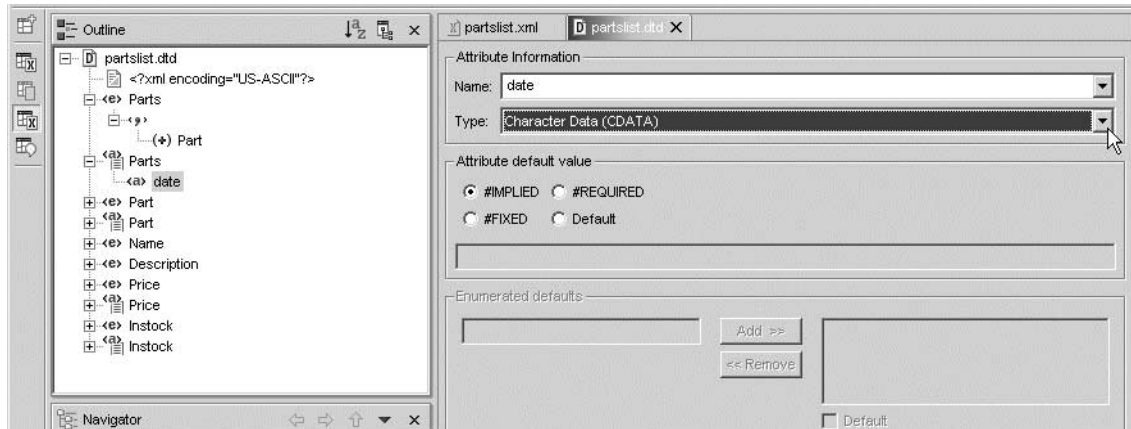 Outline
partslist.dtd
<?xml encoding="US-ASCII"?>
<e> Parts
<,>
(+) Part
<a> Parts
<a> date
<e> Part
<a> Part
<e> Name
<e> Description
<e> Price
<a> Price
<e> Instock
<a> Instock
Navigator
partslist.xml
partslist.dtd
Attribute Information
Name: date
Type: Character Data (CDATA)
Attribute default value
#IMPLIED #REQUIRED
#FIXED Default
Enumerated defaults
Add >>
<< Remove
Default